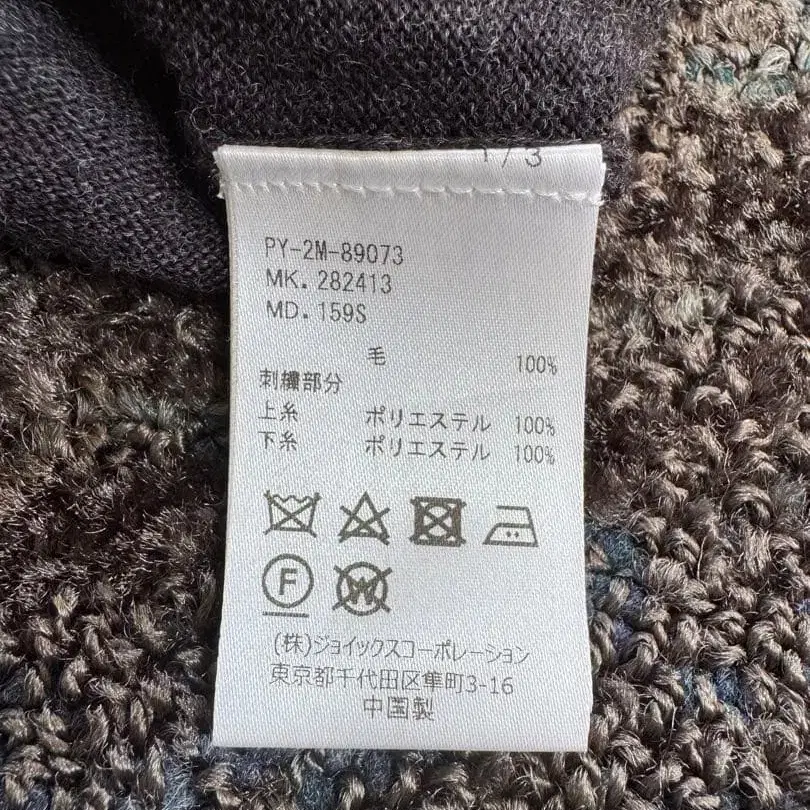 1/3
PY-2M-89073
MK. 282413
MD. 159S
毛 100%
刺繍部分
上糸 ポリエステル 100%
下糸 ポリエステル 100%
F
W
(株)ジョイックスコーポレーション
東京都千代田区隼町3-16
中国製